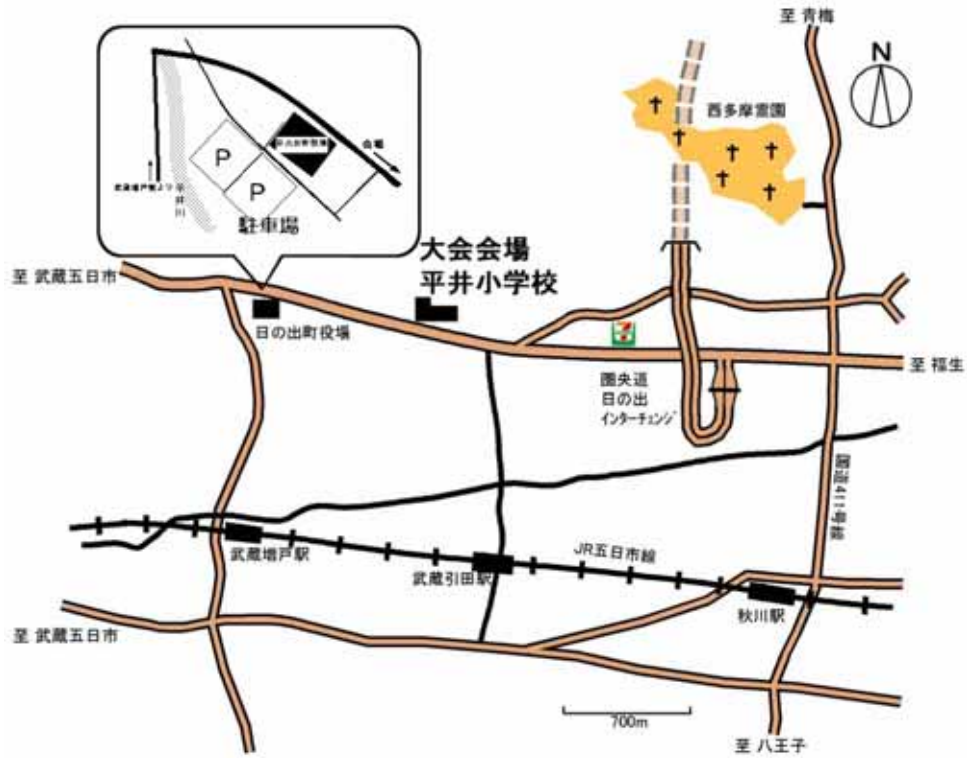 至 青梅
N
西多摩霊園
会場
P
P
平井川
駐車場
大会会場
平井小学校
至 武蔵五日市
日の出町役場
7
至 福生
圏央道
日の出
インターチェンジ
国道411号線
武蔵増戸駅
JR五日市線
武蔵引田駅
秋川駅
至 武蔵五日市
700m
至 八王子